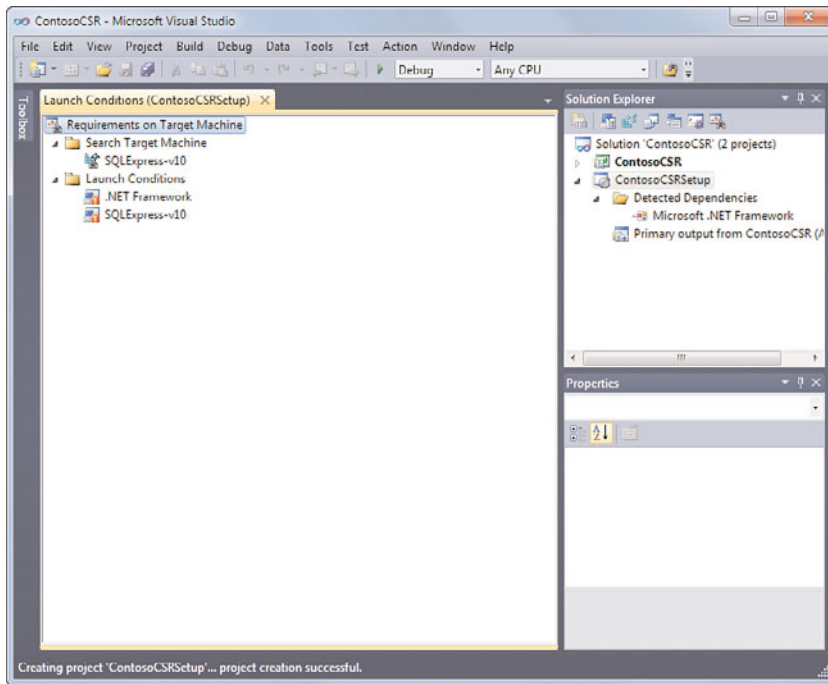 ContosoCSR - Microsoft Visual Studio
File Edit View Project Build Debug Data Tools Test Action Window Help
Debug Any CPU
Toolbox
Launch Conditions (ContosoCSRSetup)
Requirements on Target Machine
Search Target Machine
SQLExpress-v10
Launch Conditions
.NET Framework
SQLExpress-v10
Solution Explorer
Solution 'ContosoCSR' (2 projects)
ContosoCSR
ContosoCSRSetup
Detected Dependencies
Microsoft .NET Framework
Primary output from ContosoCSR (A
Properties
Creating project 'ContosoCSRSetup'... project creation successful.